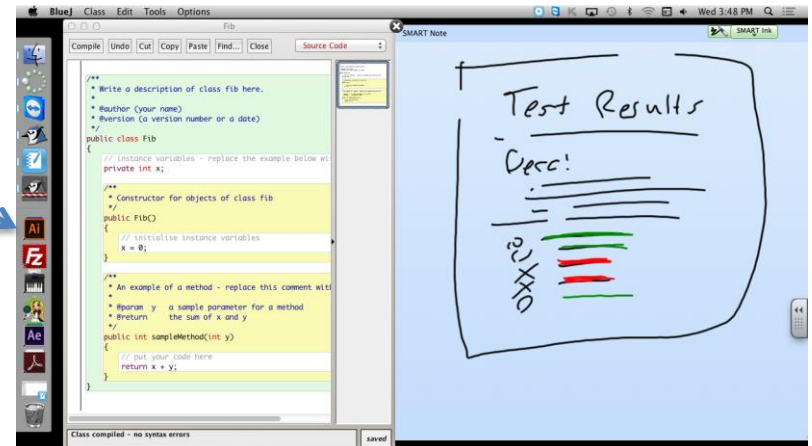 BlueJ Class Edit Tools Options
Wed 3:48 PM
Fib
Compile Undo Cut Copy Paste Find... Close Source Code
/**
* Write a description of class fib here.
*
* @author (your name)
* @version (a version number or a date)
*/
public class Fib
{
// instance variables - replace the example below wi
private int x;
/**
* Constructor for objects of class fib
*/
public Fib()
{
// initialise instance variables
x = 0;
}
/**
* An example of a method - replace this comment wit
*
* @param y a sample parameter for a method
* @return the sum of x and y
*/
public int sampleMethod(int y)
{
// put your code here
return x + y;
}
}
Class compiled - no syntax errors
saved
SMART Note
SMART Ink
Test Results
Desc:
Ai
Fz
Ae